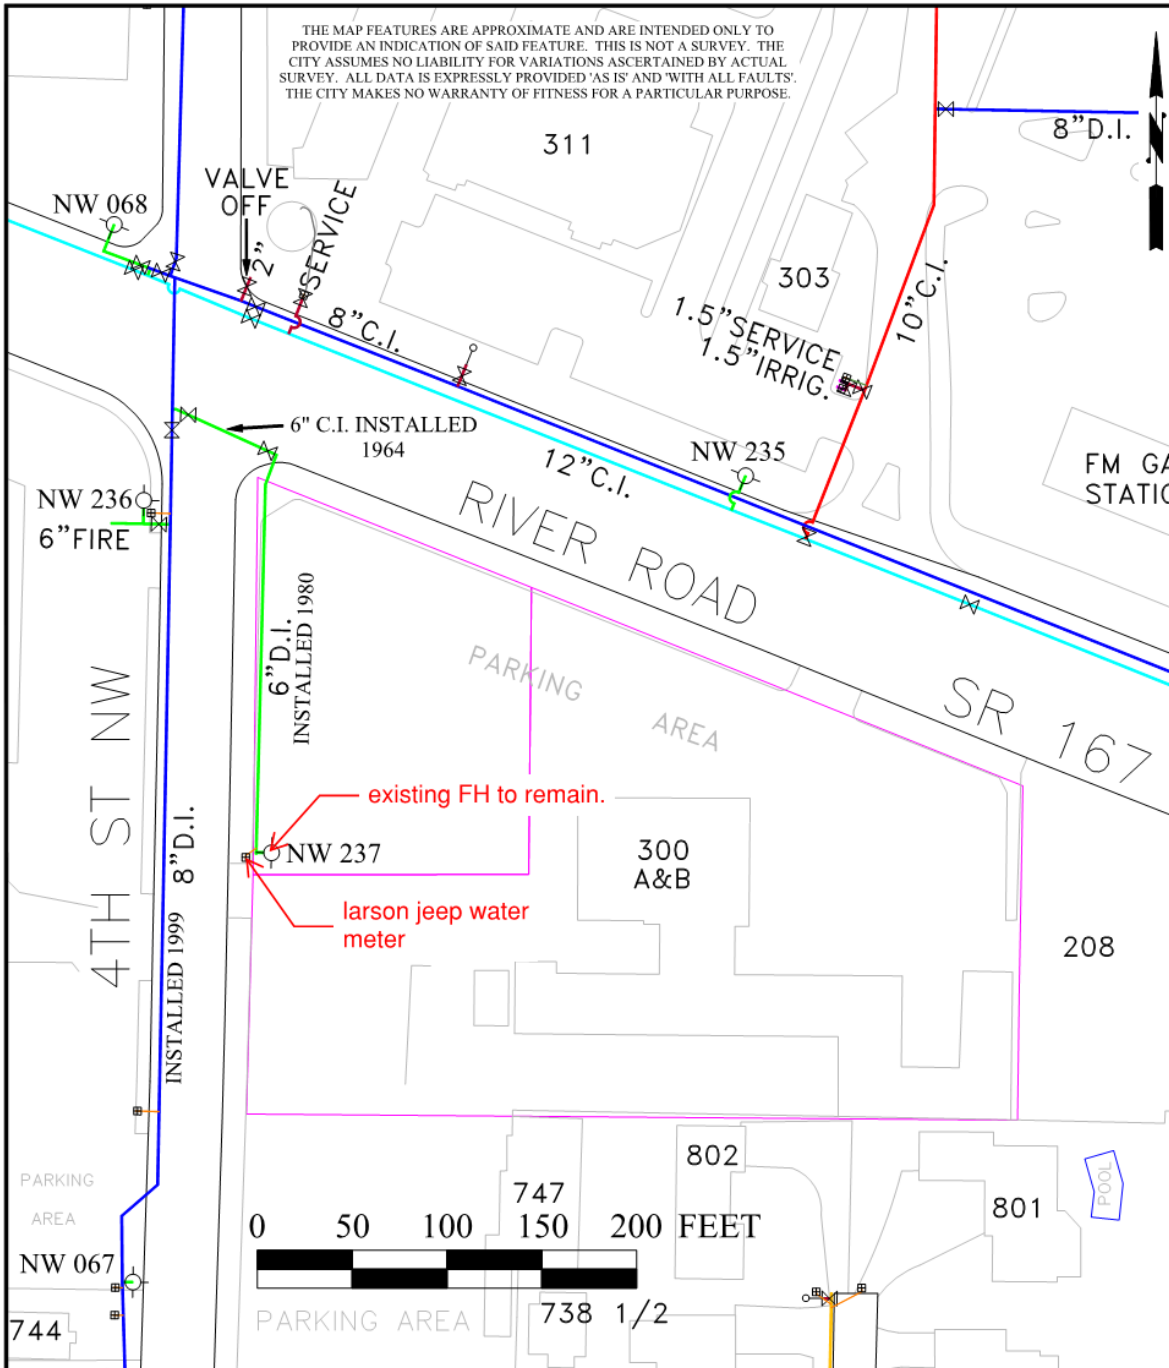 THE MAP FEATURES ARE APPROXIMATE AND ARE INTENDED ONLY TO
PROVIDE AN INDICATION OF SAID FEATURE. THIS IS NOT A SURVEY. THE
CITY ASSUMES NO LIABILITY FOR VARIATIONS ASCERTAINED BY ACTUAL
SURVEY. ALL DATA IS EXPRESSLY PROVIDED 'AS IS' AND 'WITH ALL FAULTS'.
THE CITY MAKES NO WARRANTY OF FITNESS FOR A PARTICULAR PURPOSE.
N
8"D.I.
311
VALVE
OFF
NW 068
2"
SERVICE
303
8"C.I.
1.5"SERVICE
1.5"IRRIG.
10"C.I.
6" C.I. INSTALLED
1964
NW 235
12"C.I.
FM GA
STATIO
NW 236
6"FIRE
RIVER ROAD
SR 167
6"D.I.
INSTALLED 1980
PARKING
AREA
4TH ST NW
8"D.I.
INSTALLED 1999
existing FH to remain.
NW 237
300
A&B
larson jeep water
meter
208
PARKING
AREA
802
747
801
POOL
0 50 100 150 200 FEET
NW 067
PARKING AREA
738 1/2
744